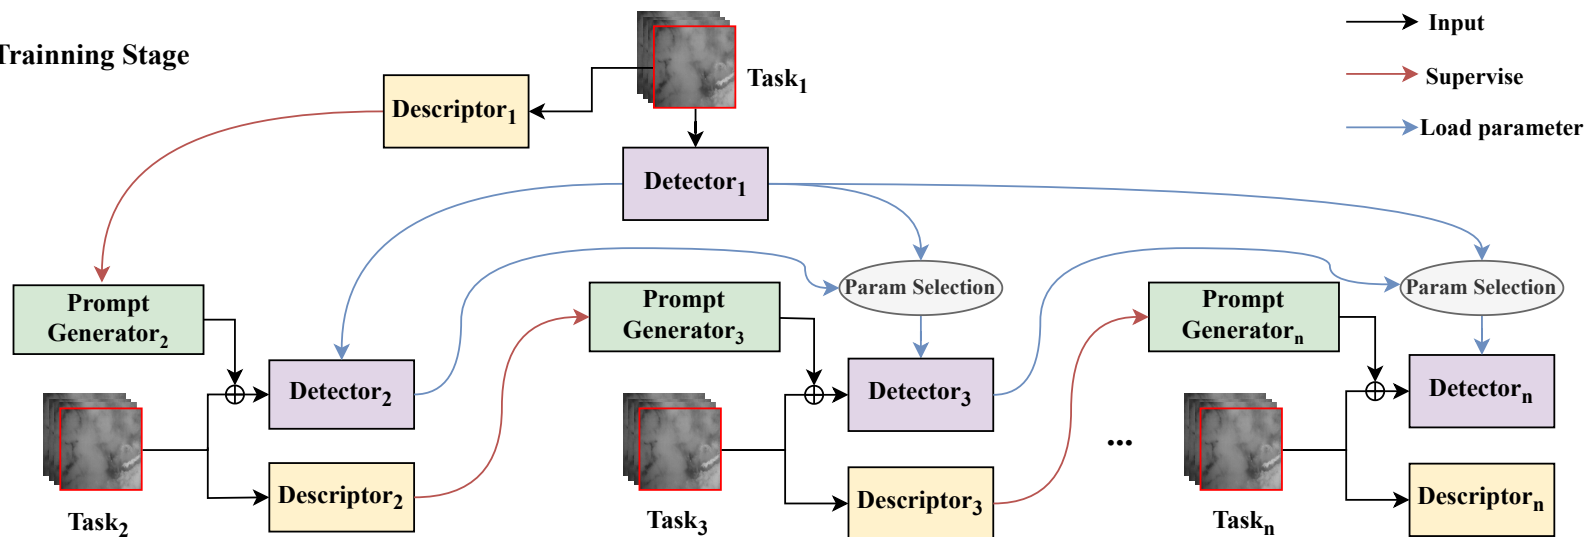 Trainning Stage
Task1
Input
Supervise
Load parameter
Descriptor1
Detector1
Prompt
Generator2
Prompt
Generator3
Param Selection
Prompt
Generatorn
Param Selection
Detector2
Detector3
Detectorn
...
Descriptor2
Descriptor3
Descriptorn
Task2
Task3
Taskn